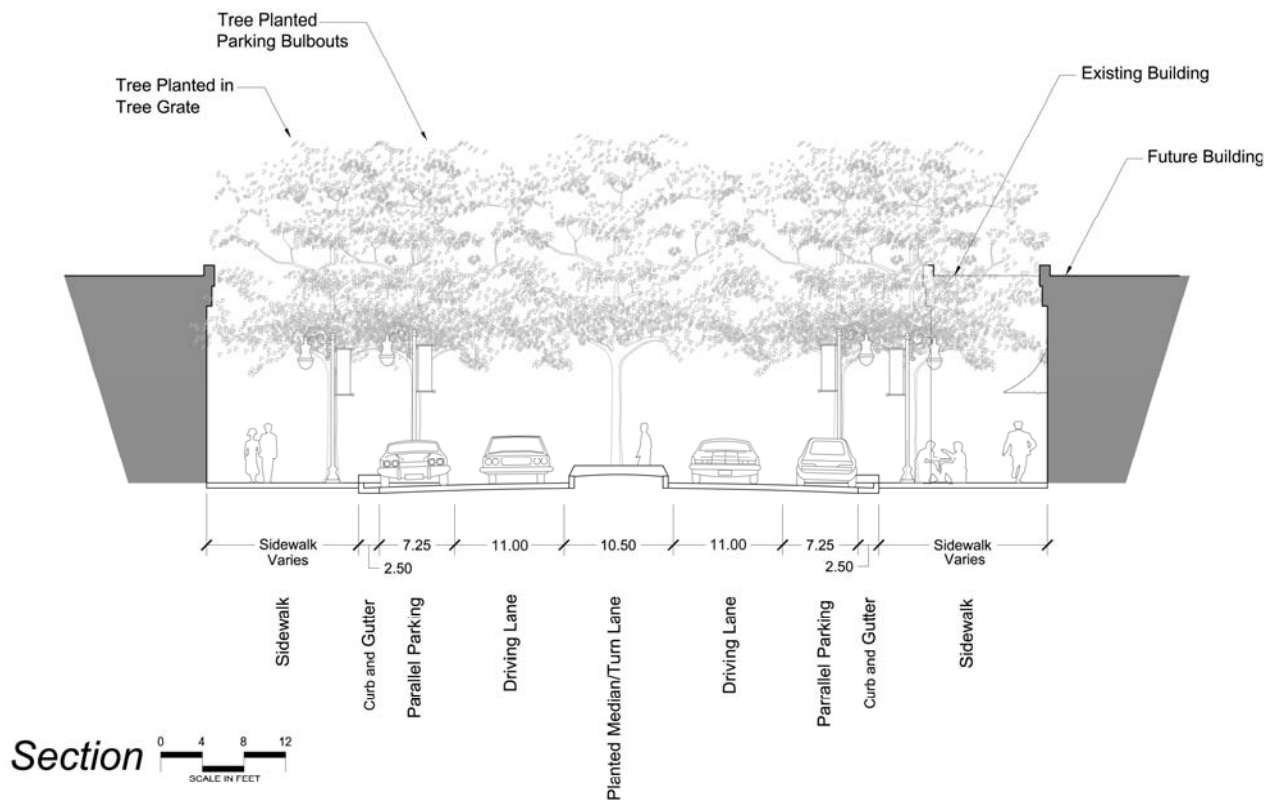 Tree Planted
Parking Bulbouts
Tree Planted in
Tree Grate
Existing Building
Future Building
Sidewalk
Varies
2.50
7.25
11.00
10.50
11.00
7.25
2.50
Sidewalk
Varies
Sidewalk
Curb and Gutter
Parallel Parking
Driving Lane
Planted Median/Turn Lane
Driving Lane
Parrallel Parking
Curb and Gutter
Sidewalk
Section
0 4 8 12
SCALE IN FEET